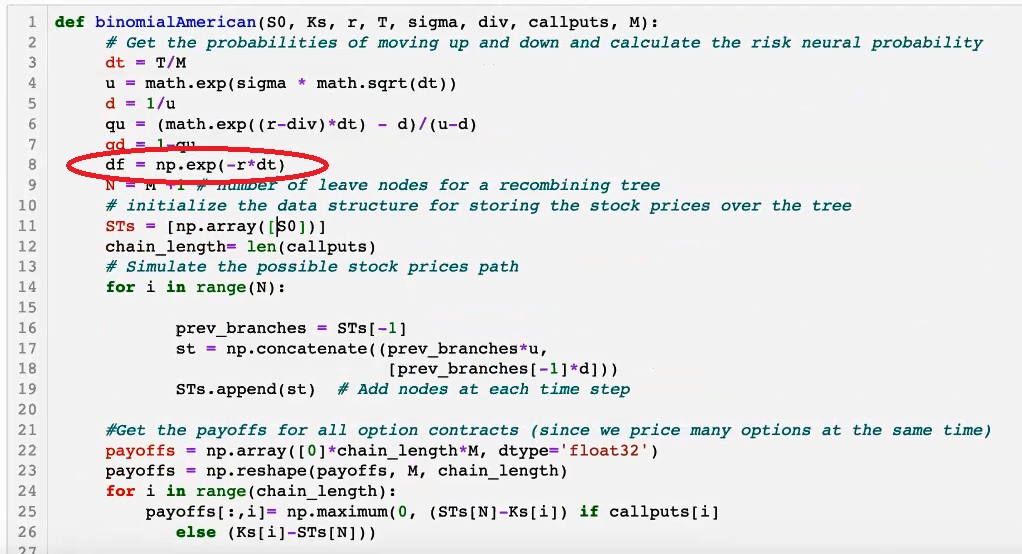 1 def binomialAmerican(S0, Ks, r, T, sigma, div, callputs, M):
2 # Get the probabilities of moving up and down and calculate the risk neural probability
3 dt = T/M
4 u = math.exp(sigma * math.sqrt(dt))
5 d = 1/u
6 qu = (math.exp((r-div)*dt) - d)/(u-d)
7 qd = 1-qu
8 df = np.exp(-r*dt)
9 N = M +1 # number of leave nodes for a recombining tree
10 # initialize the data structure for storing the stock prices over the tree
11 STs = [np.array([S0])]
12 chain_length= len(callputs)
13 # Simulate the possible stock prices path
14 for i in range(N):
15
16 prev_branches = STs[-1]
17 st = np.concatenate((prev_branches*u,
18 [prev_branches[-1]*d]))
19 STs.append(st) # Add nodes at each time step
20
21 #Get the payoffs for all option contracts (since we price many options at the same time)
22 payoffs = np.array([0]*chain_length*M, dtype='float32')
23 payoffs = np.reshape(payoffs, M, chain_length)
24 for i in range(chain_length):
25 payoffs[:,i]= np.maximum(0, (STs[N]-Ks[i]) if callputs[i]
26 else (Ks[i]-STs[N]))
27